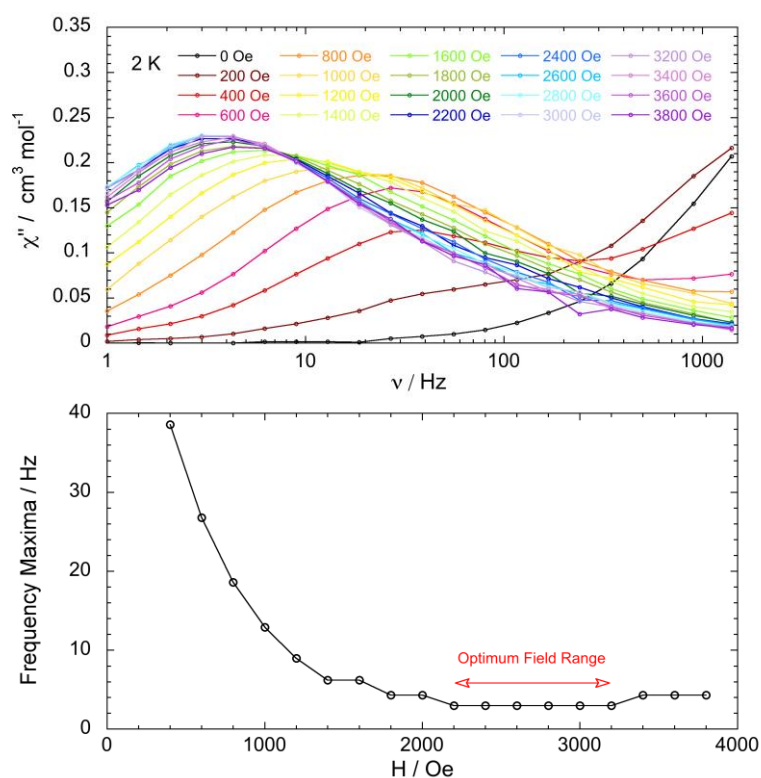 0.35
0.3
0.25
0.2
0.15
0.1
0.05
0
χ'' / cm³ mol⁻¹
2 K
0 Oe 800 Oe 1600 Oe 2400 Oe 3200 Oe
200 Oe 1000 Oe 1800 Oe 2600 Oe 3400 Oe
400 Oe 1200 Oe 2000 Oe 2800 Oe 3600 Oe
600 Oe 1400 Oe 2200 Oe 3000 Oe 3800 Oe
1 10 100 1000
ν / Hz
40
30
20
10
0
Frequency Maxima / Hz
Optimum Field Range
0 1000 2000 3000 4000
H / Oe